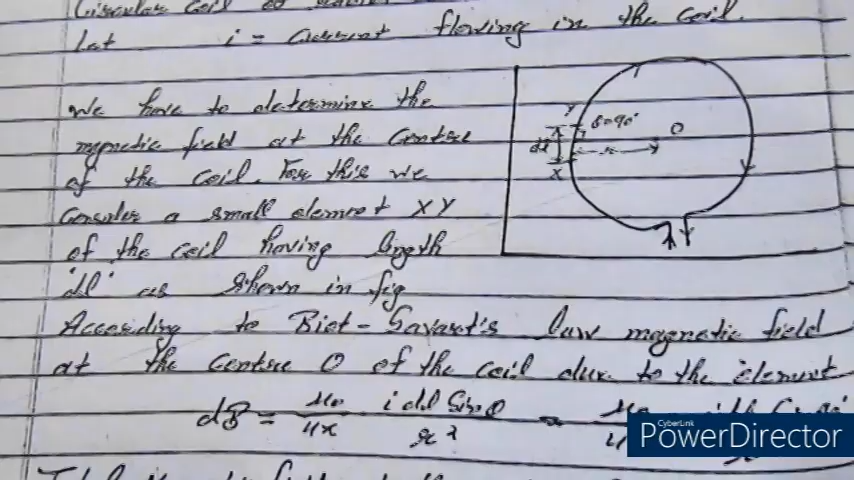 Circular coil
Let i = Current flowing in the coil.
We have to determine the
magnetic field at the Centre
of the coil. For this we
Consider a small element XY
of the coil having length
'dl' as shown in fig
Y θ=90° O
dl r
X
According to Biot-Savart's law magnetic field
at the Centre O of the coil due to the element
dB = μ0/4π i dl Sinθ/r² = μ0
CyberLink
PowerDirector